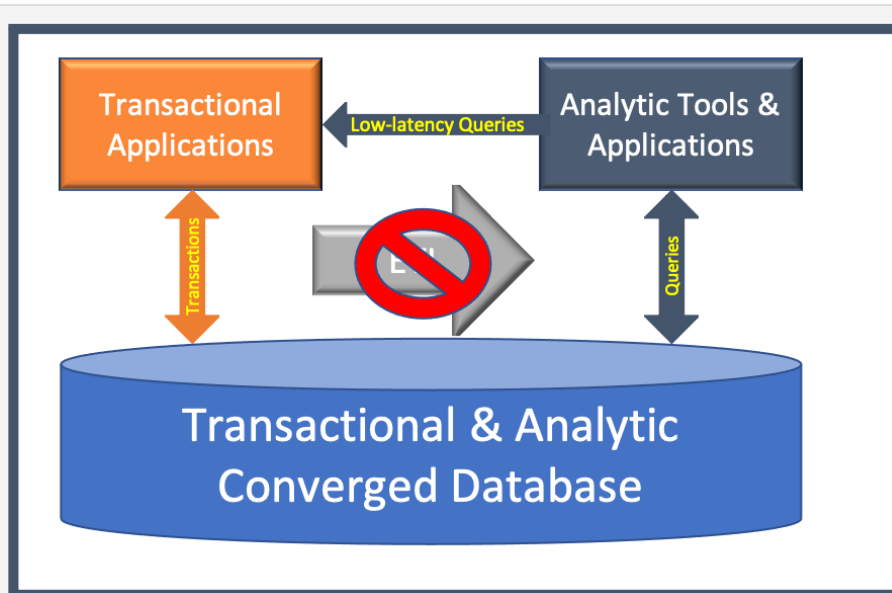 Transactional
Applications
Low-latency Queries
Analytic Tools &
Applications
Transactions
Queries
Transactional & Analytic
Converged Database